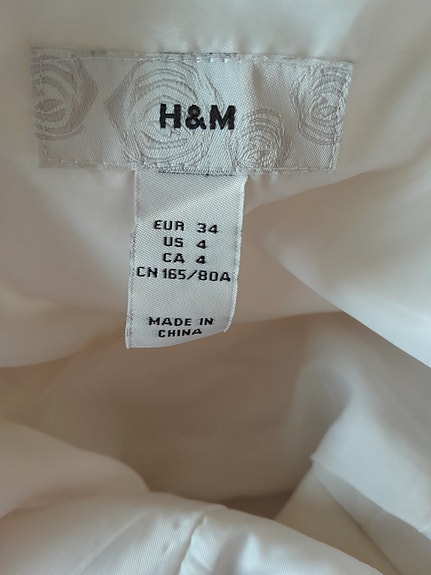 H&M
EUR 34
US 4
CA 4
CN 165/80A
MADE IN
CHINA